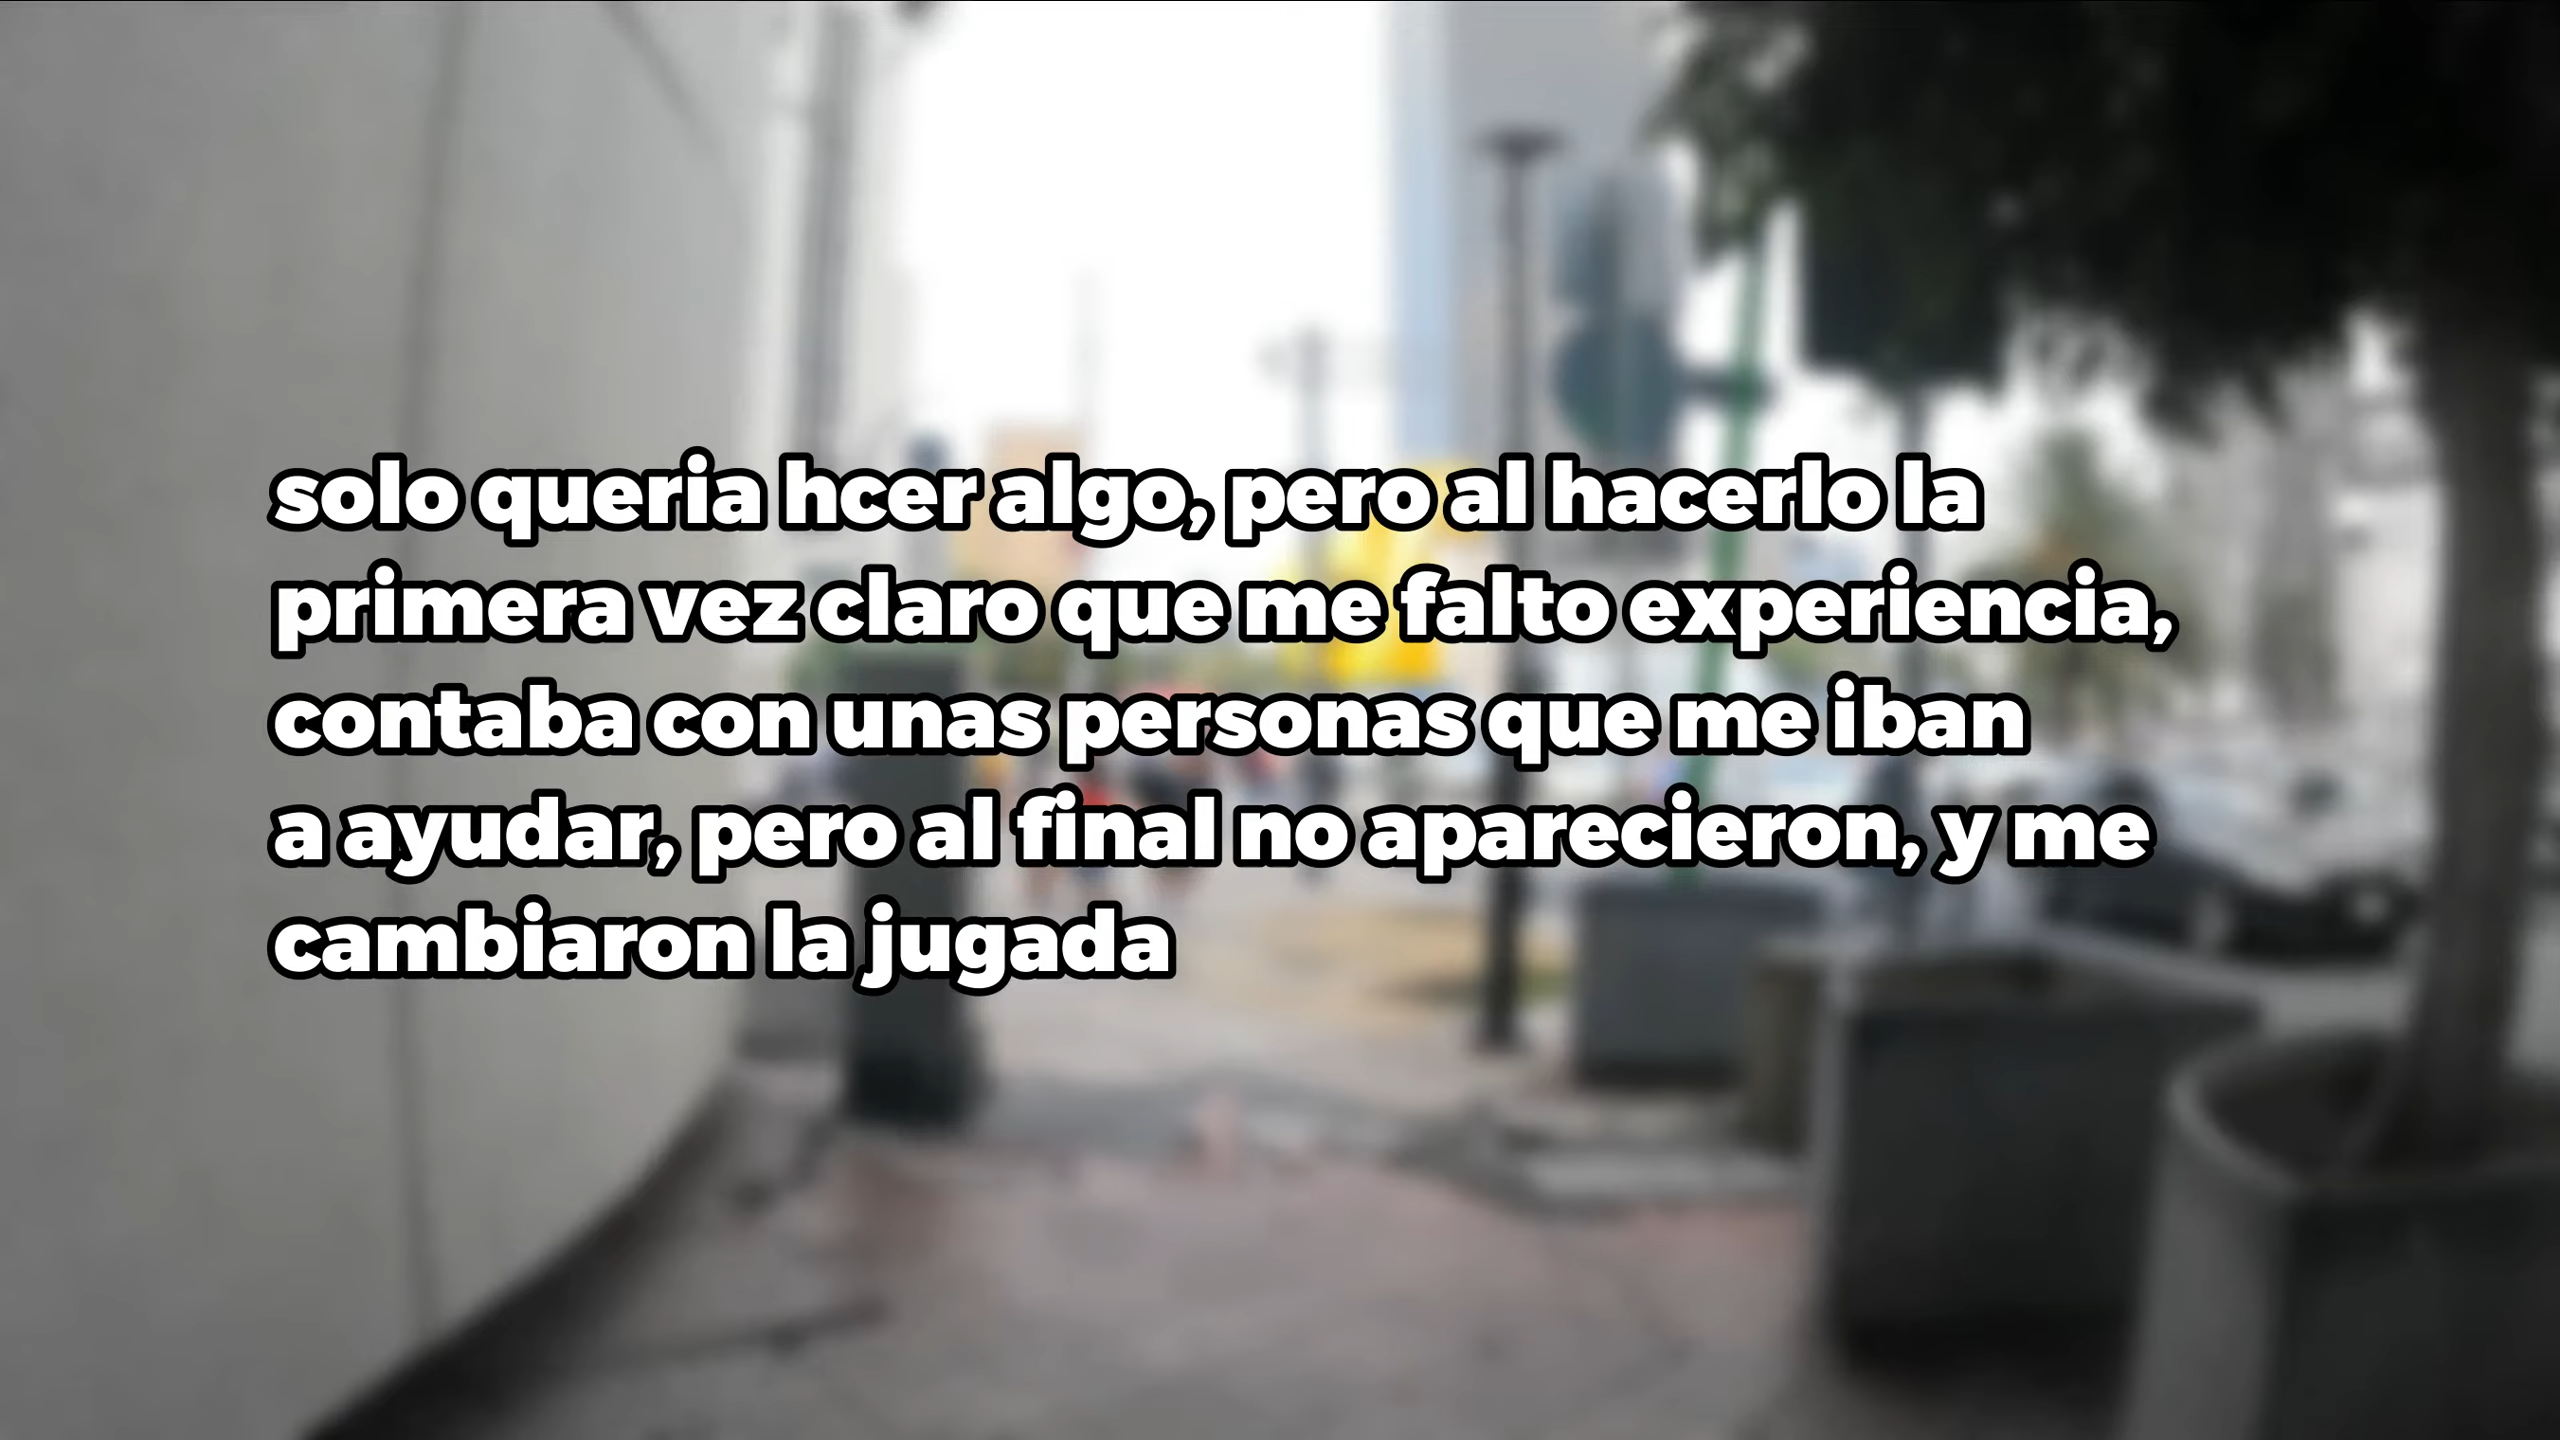 solo queria hcer algo, pero al hacerlo la
primera vez claro que me falto experiencia,
contaba con unas personas que me iban
a ayudar, pero al final no aparecieron, y me
cambiaron la jugada